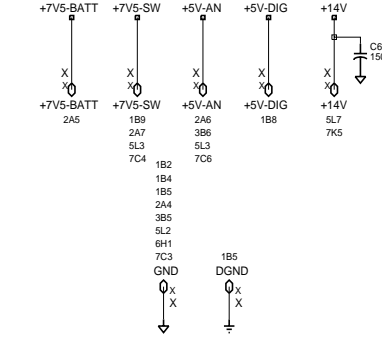 +7V5-BATT +7V5-SW +5V-AN +5V-DIG +14V
C6
150
X X X X
X X X X X
+7V5-BATT +7V5-SW +5V-AN +5V-DIG +14V
2A5 1B9 2A6 1B8 5L7
2A7 3B6 7K5
5L3 5L3
7C4 7C6
1B2
1B4
1B5
2A4
3B5
5L2
6H1
7C3 1B5
GND DGND
X X
X X